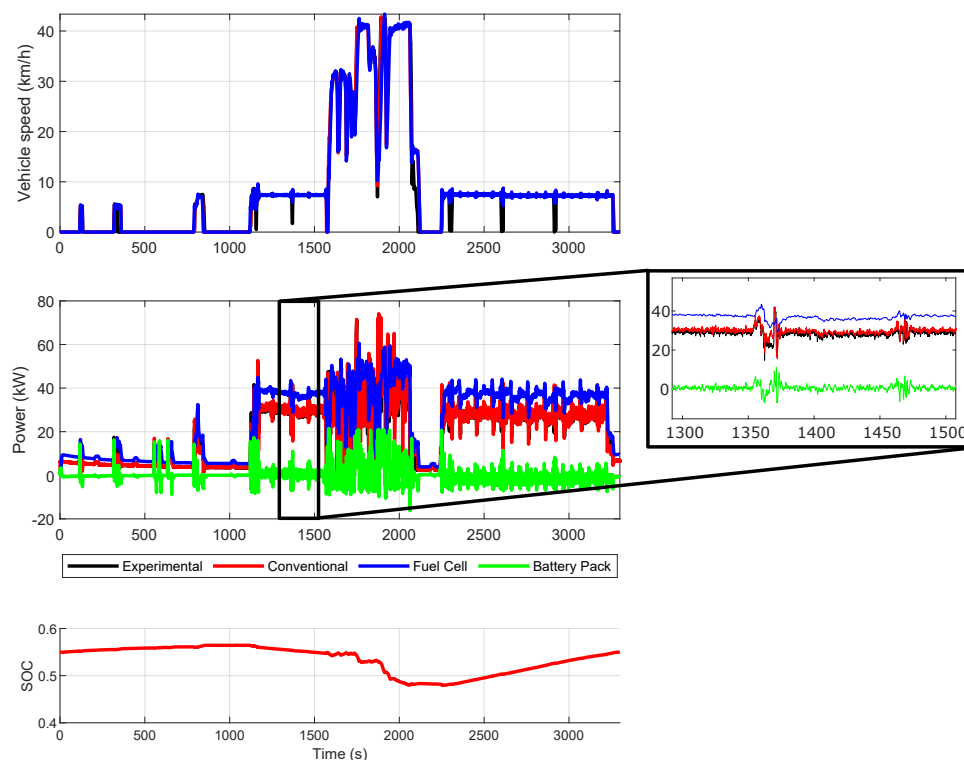 Vehicle speed (km/h)
40
30
20
10
0
0 500 1000 1500 2000 2500 3000
Power (kW)
80
60
40
20
0
-20
0 500 1000 1500 2000 2500 3000
40
20
0
1300 1350 1400 1450 1500
Experimental Conventional Fuel Cell Battery Pack
SOC
0.6
0.5
0.4
0 500 1000 1500 2000 2500 3000
Time (s)